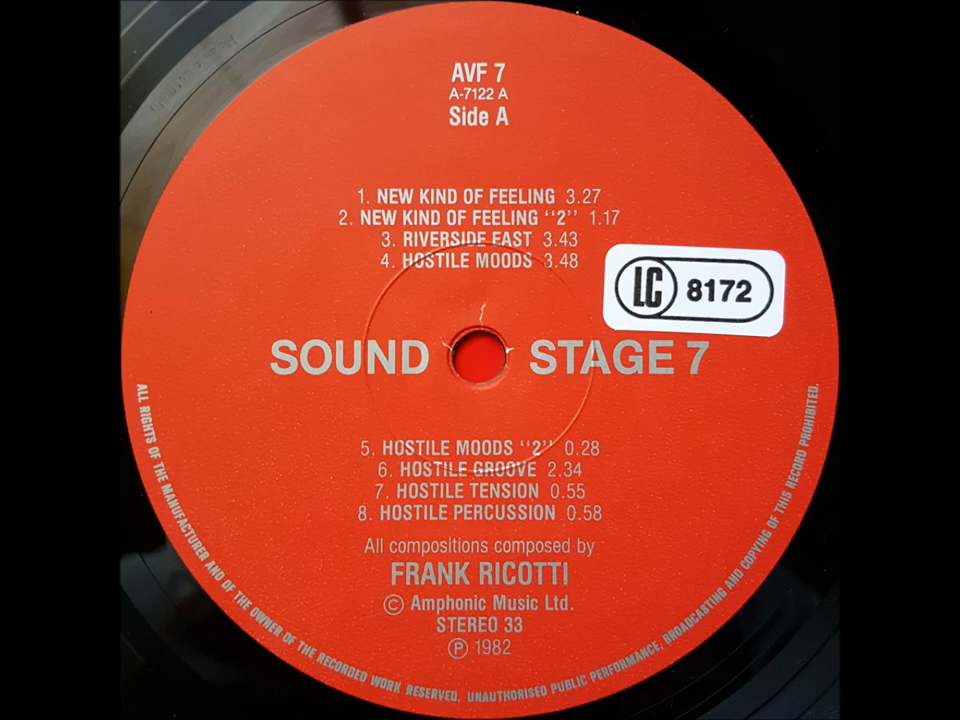 AVF 7
A-7122 A
Side A
1. NEW KIND OF FEELING 3.27
2. NEW KIND OF FEELING "2" 1.17
3. RIVERSIDE EAST 3.43
4. HOSTILE MOODS 3.48
LC 8172
SOUND STAGE 7
5. HOSTILE MOODS "2" 0.28
6. HOSTILE GROOVE 2.34
7. HOSTILE TENSION 0.55
8. HOSTILE PERCUSSION 0.58
All compositions composed by
FRANK RICOTTI
© Amphonic Music Ltd.
STEREO 33
℗ 1982
ALL RIGHTS OF THE MANUFACTURER AND OF THE OWNER OF THE RECORDED WORK RESERVED. UNAUTHORISED PUBLIC PERFORMANCE, BROADCASTING AND COPYING OF THIS RECORD PROHIBITED.